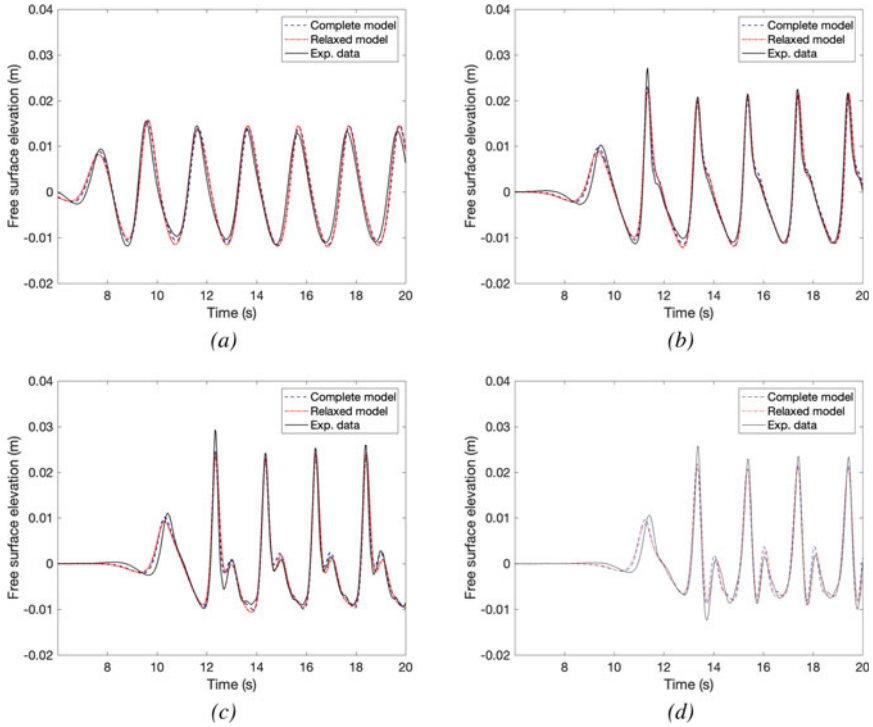 0.04
0.03
0.02
0.01
0
-0.01
-0.02
Free surface elevation (m)
Complete model
Relaxed model
Exp. data
8 10 12 14 16 18 20
Time (s)
(a)
0.04
0.03
0.02
0.01
0
-0.01
-0.02
Free surface elevation (m)
Complete model
Relaxed model
Exp. data
8 10 12 14 16 18 20
Time (s)
(b)
0.04
0.03
0.02
0.01
0
-0.01
-0.02
Free surface elevation (m)
Complete model
Relaxed model
Exp. data
8 10 12 14 16 18 20
Time (s)
(c)
0.04
0.03
0.02
0.01
0
-0.01
-0.02
Free surface elevation (m)
Complete model
Relaxed model
Exp. data
8 10 12 14 16 18 20
Time (s)
(d)